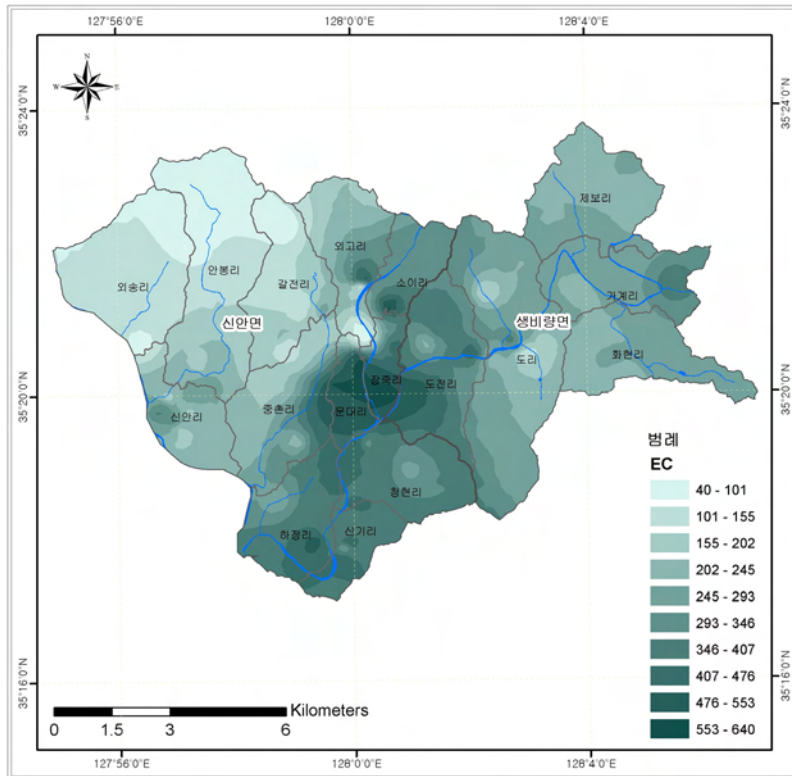 127°56'0"E 128°0'0"E 128°4'0"E
N
W E
S
35°24'0"N 35°24'0"N
제보리
외고리
안봉리 소이리
외송리 갈전리 가계리
신안면 생비량면
도리 화현리
35°20'0"N 35°20'0"N
장죽리 도전리
신안리 중촌리 문대리
범례
EC
청현리
40 - 101
101 - 155
하정리 신기리
155 - 202
202 - 245
245 - 293
293 - 346
346 - 407
407 - 476
476 - 553
553 - 640
35°16'0"N 35°16'0"N
Kilometers
0 1.5 3 6
127°56'0"E 128°0'0"E 128°4'0"E